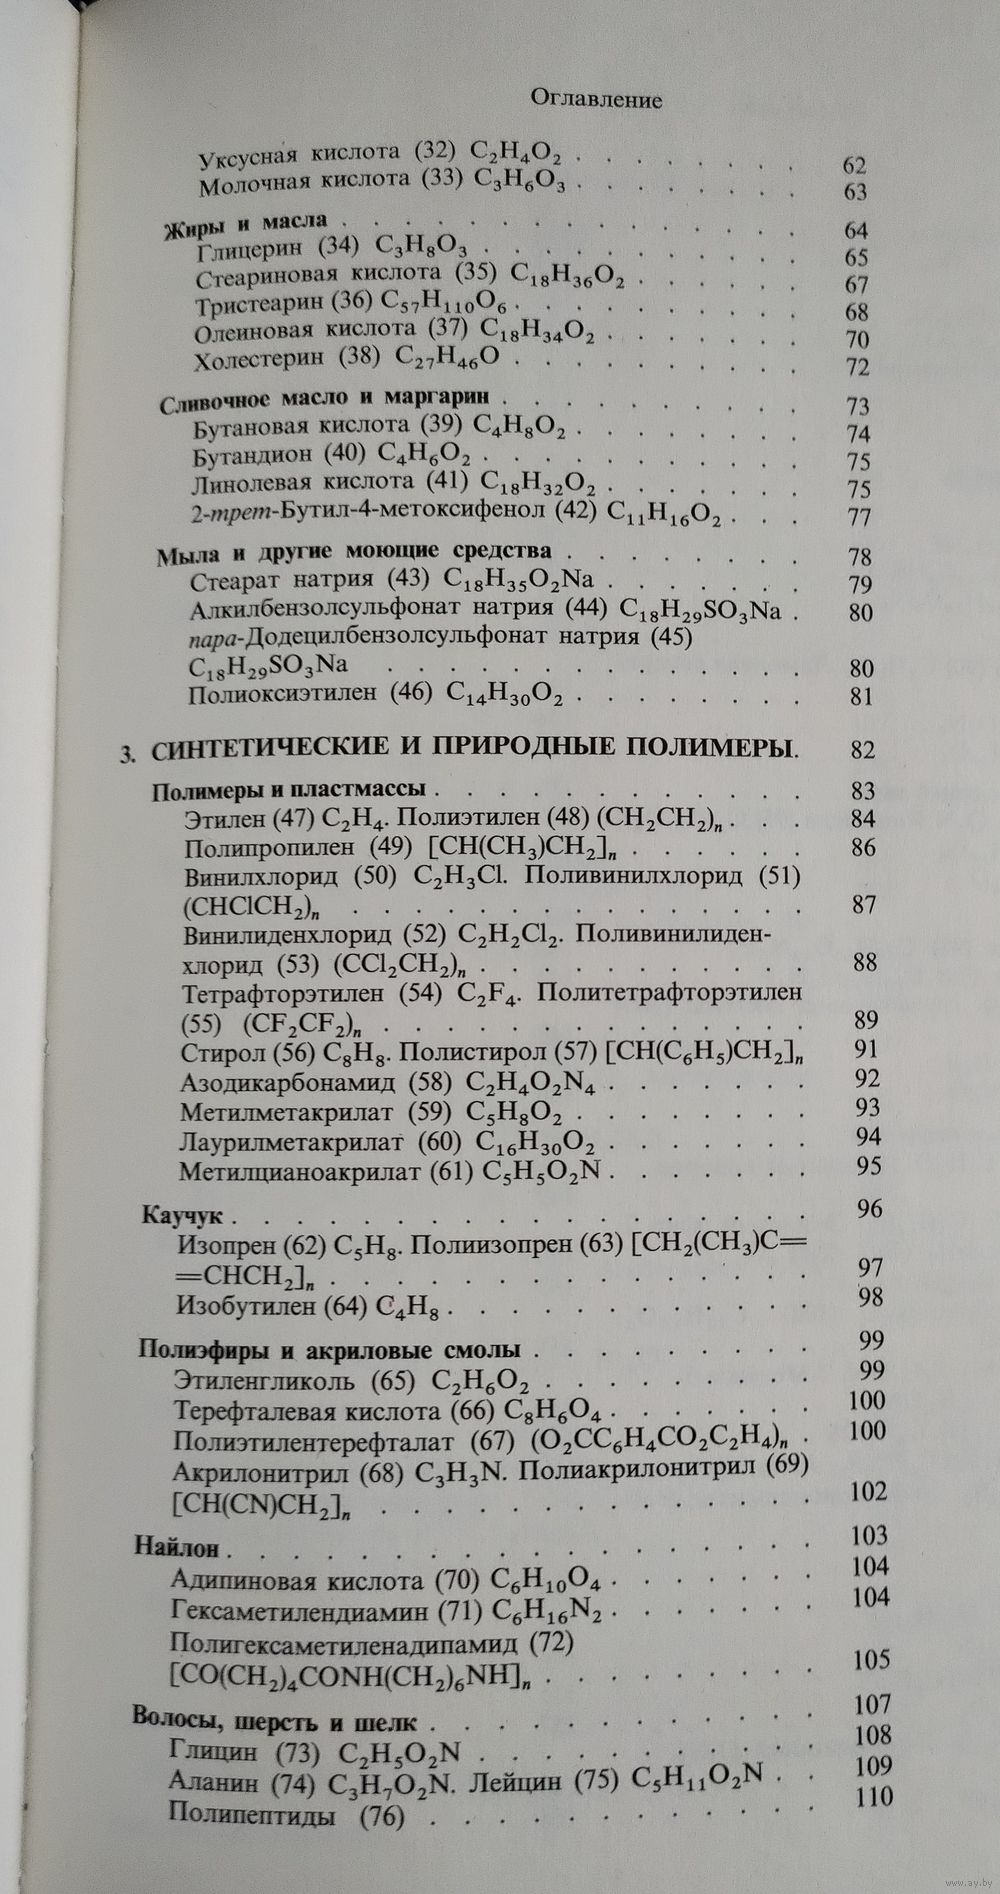 Оглавление
Уксусная кислота (32) C₂H₄O₂ . . . . . . . 62
Молочная кислота (33) C₃H₆O₃ . . . . . . . 63
Жиры и масла . . . . . . . . . . . . . . 64
Глицерин (34) C₃H₈O₃ . . . . . . . . . . 65
Стеариновая кислота (35) C₁₈H₃₆O₂ . . . . . 67
Тристеарин (36) C₅₇H₁₁₀O₆ . . . . . . . . . 68
Олеиновая кислота (37) C₁₈H₃₄O₂ . . . . . . 70
Холестерин (38) C₂₇H₄₆O . . . . . . . . . 72
Сливочное масло и маргарин . . . . . . . . . 73
Бутановая кислота (39) C₄H₈O₂ . . . . . . . 74
Бутандион (40) C₄H₆O₂ . . . . . . . . . . 75
Линолевая кислота (41) C₁₈H₃₂O₂ . . . . . . 75
2-трет-Бутил-4-метоксифенол (42) C₁₁H₁₆O₂ . . . 77
Мыла и другие моющие средства . . . . . . . 78
Стеарат натрия (43) C₁₈H₃₅O₂Na . . . . . . 79
Алкилбензолсульфонат натрия (44) C₁₈H₂₉SO₃Na . 80
пара-Додецилбензолсульфонат натрия (45)
C₁₈H₂₉SO₃Na . . . . . . . . . . . . . 80
Полиоксиэтилен (46) C₁₄H₃₀O₂ . . . . . . . 81
3. СИНТЕТИЧЕСКИЕ И ПРИРОДНЫЕ ПОЛИМЕРЫ. 82
Полимеры и пластмассы . . . . . . . . . . . 83
Этилен (47) C₂H₄. Полиэтилен (48) (CH₂CH₂)ₙ . . . 84
Полипропилен (49) [CH(CH₃)CH₂]ₙ . . . . . . 86
Винилхлорид (50) C₂H₃Cl. Поливинилхлорид (51)
(CHClCH₂)ₙ . . . . . . . . . . . . . . 87
Винилиденхлорид (52) C₂H₂Cl₂. Поливинилиден-
хлорид (53) (CCl₂CH₂)ₙ . . . . . . . . . . 88
Тетрафторэтилен (54) C₂F₄. Политетрафторэтилен
(55) (CF₂CF₂)ₙ . . . . . . . . . . . . . 89
Стирол (56) C₈H₈. Полистирол (57) [CH(C₆H₅)CH₂]ₙ 91
Азодикарбонамид (58) C₂H₄O₂N₄ . . . . . . 92
Метилметакрилат (59) C₅H₈O₂ . . . . . . . 93
Лаурилметакрилат (60) C₁₆H₃₀O₂ . . . . . . 94
Метилцианоакрилат (61) C₅H₅O₂N . . . . . . 95
Каучук . . . . . . . . . . . . . . . . . 96
Изопрен (62) C₅H₈. Полиизопрен (63) [CH₂(CH₃)C=
=CHCH₂]ₙ . . . . . . . . . . . . . . . 97
Изобутилен (64) C₄H₈ . . . . . . . . . . . 98
Полиэфиры и акриловые смолы . . . . . . . . . 99
Этиленгликоль (65) C₂H₆O₂ . . . . . . . . . 99
Терефталевая кислота (66) C₈H₆O₄ . . . . . . 100
Полиэтилентерефталат (67) (O₂CC₆H₄CO₂C₂H₄)ₙ . 100
Акрилонитрил (68) C₃H₃N. Полиакрилонитрил (69)
[CH(CN)CH₂]ₙ . . . . . . . . . . . . . 102
Найлон . . . . . . . . . . . . . . . . . 103
Адипиновая кислота (70) C₆H₁₀O₄ . . . . . . 104
Гексаметилендиамин (71) C₆H₁₆N₂ . . . . . . 104
Полигексаметиленадипамид (72)
[CO(CH₂)₄CONH(CH₂)₆NH]ₙ . . . . . . . . 105
Волосы, шерсть и шелк . . . . . . . . . . . 107
Глицин (73) C₂H₅O₂N . . . . . . . . . . 108
Аланин (74) C₃H₇O₂N. Лейцин (75) C₅H₁₁O₂N . . 109
Полипептиды (76) . . . . . . . . . . . . 110
www.ay.by